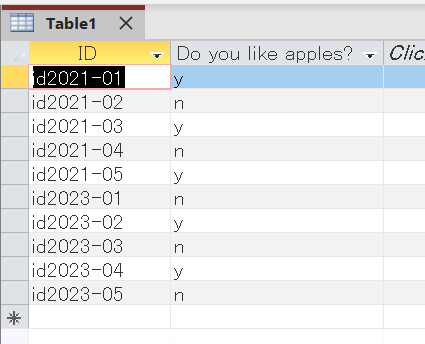 Table1
ID Do you like apples? Clic
id2021-01 y
id2021-02 n
id2021-03 y
id2021-04 n
id2021-05 y
id2023-01 n
id2023-02 y
id2023-03 n
id2023-04 y
id2023-05 n